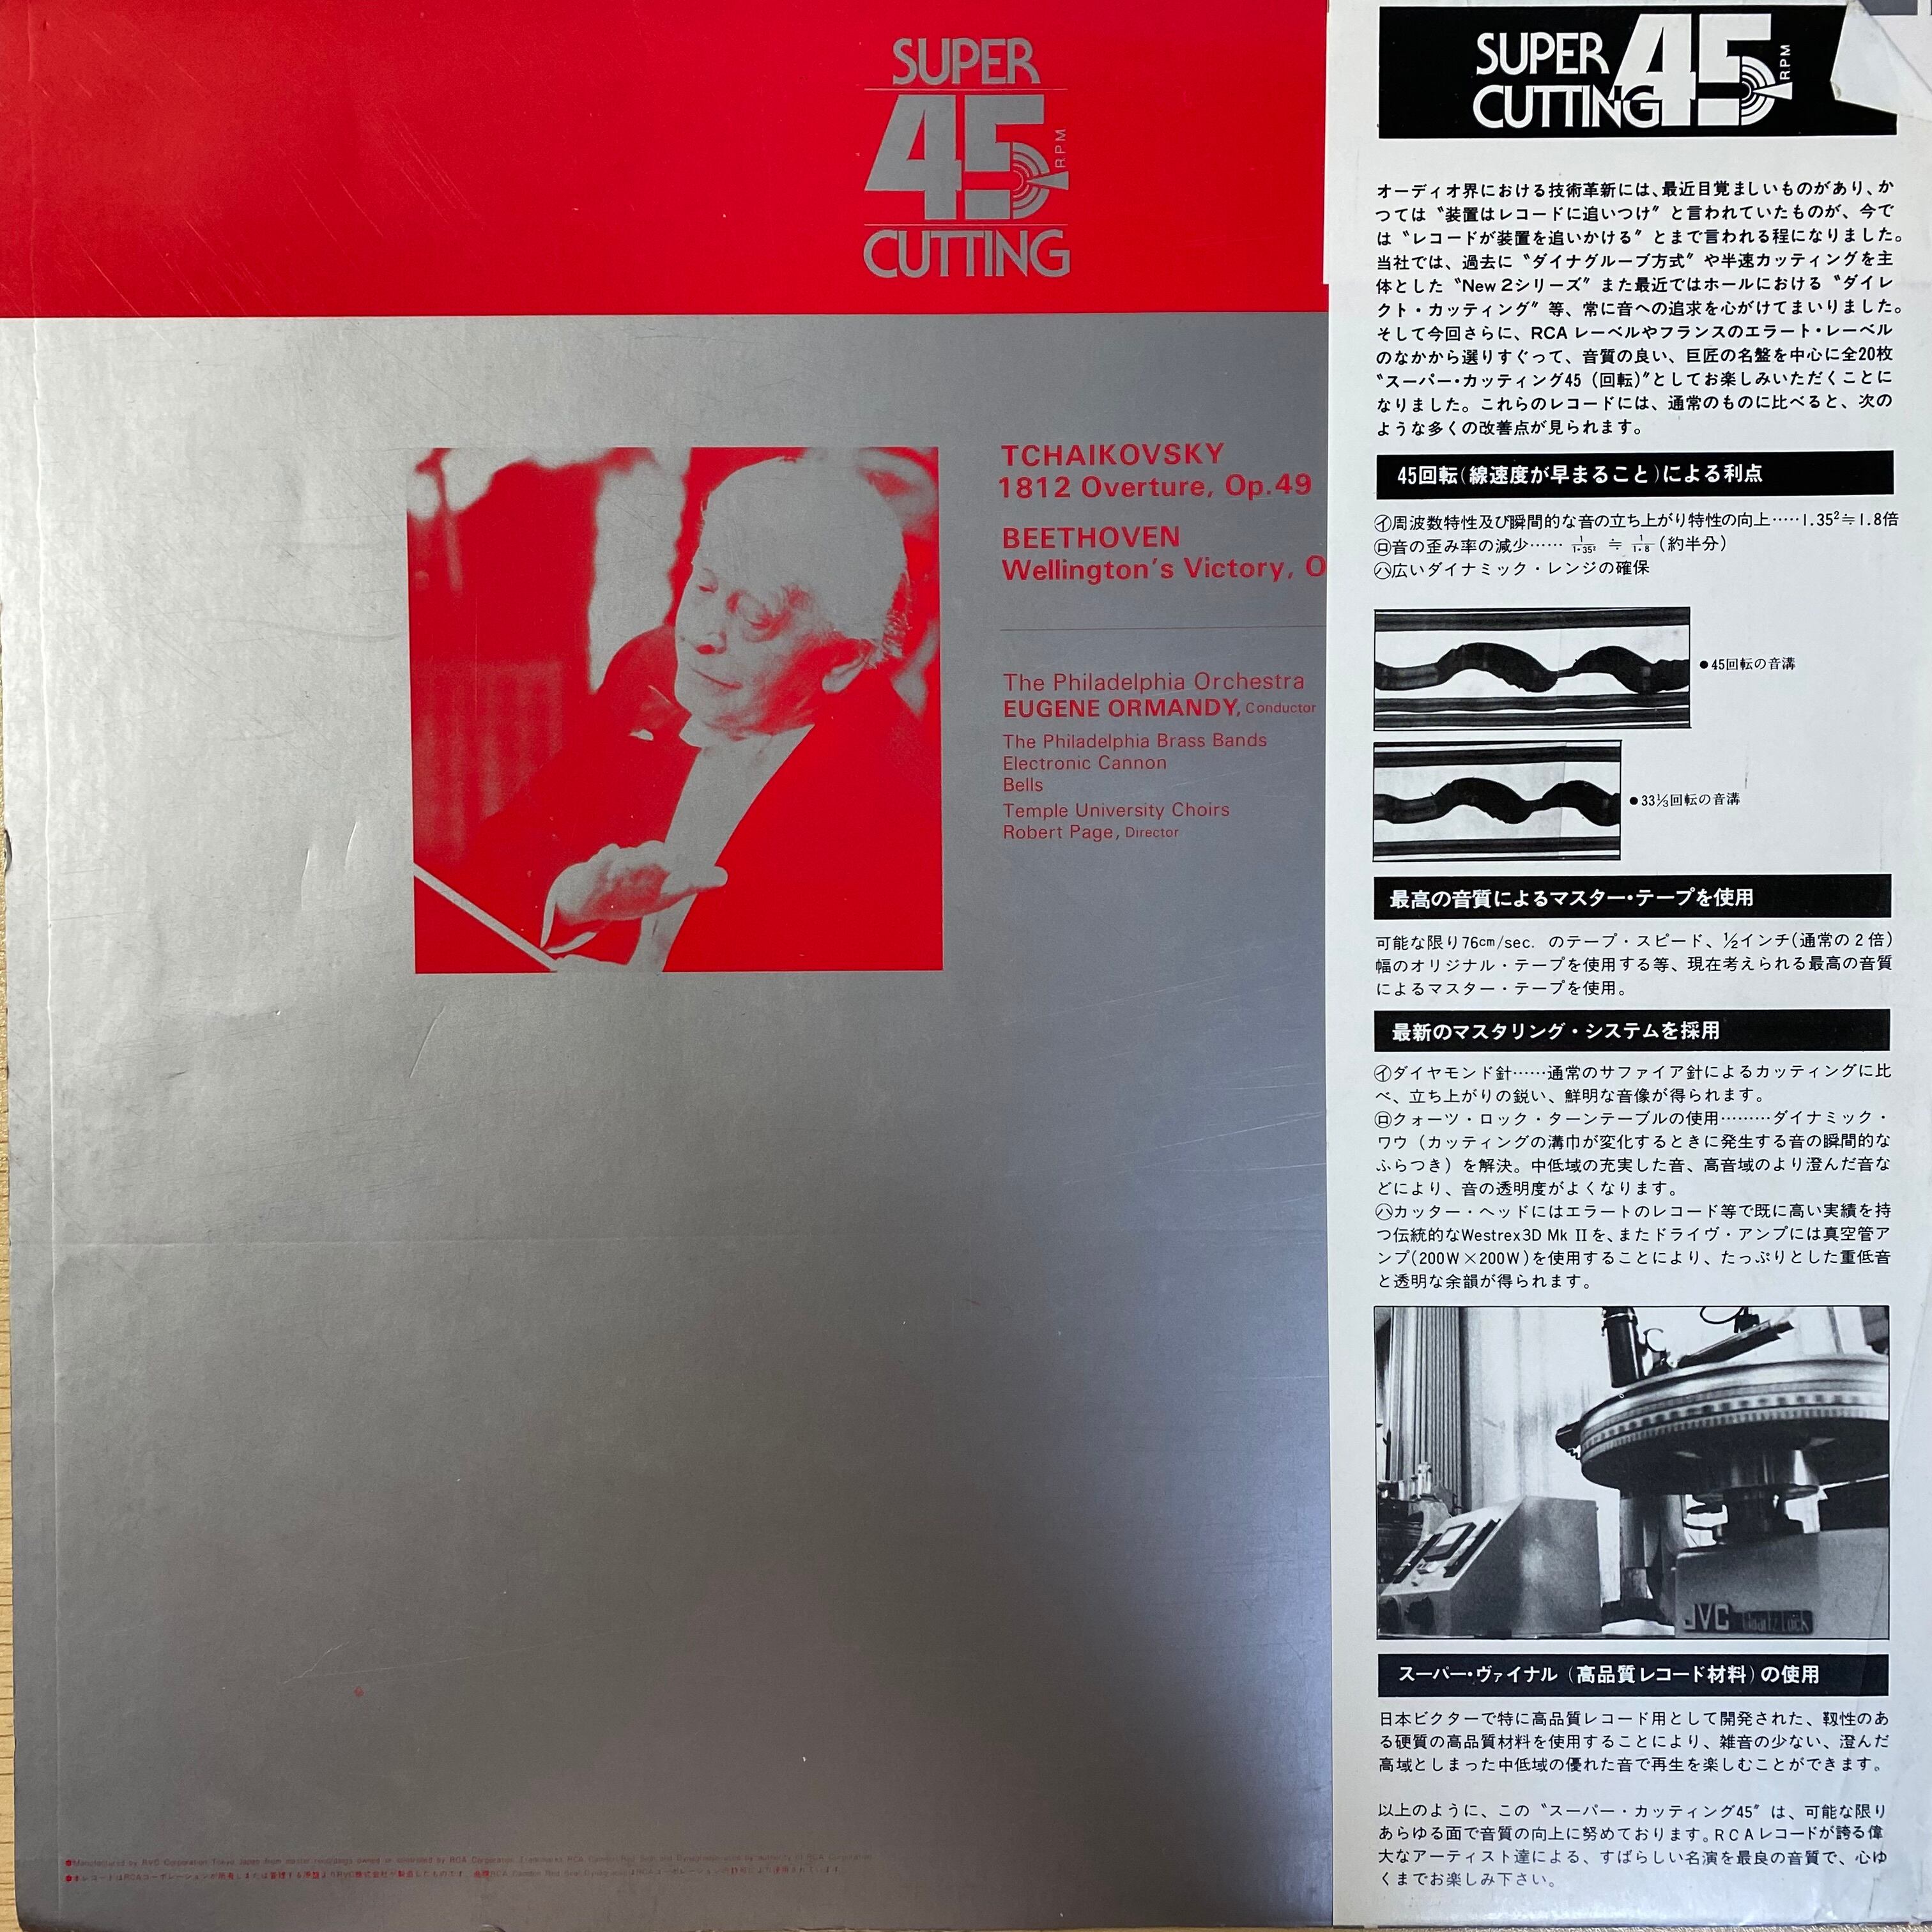 SUPER
45
RPM
CUTTING
TCHAIKOVSKY
1812 Overture, Op.49
BEETHOVEN
Wellington's Victory, O
The Philadelphia Orchestra
EUGENE ORMANDY, Conductor
The Philadelphia Brass Bands
Electronic Cannon
Bells
Temple University Choirs
Robert Page, Director
SUPER 45 RPM
CUTTING
オーディオ界における技術革新には、最近目覚ましいものがあり、か
つては〝装置はレコードに追いつけ〟と言われていたものが、今で
は〝レコードが装置を追いかける〟とまで言われる程になりました。
当社では、過去に〝ダイナグルーブ方式〟や半速カッティングを主
体とした〝New 2シリーズ〟また最近ではホールにおける〝ダイレ
クト・カッティング〟等、常に音への追求を心がけてまいりました。
そして今回さらに、RCA レーベルやフランスのエラート・レーベル
のなかから選りすぐって、音質の良い、巨匠の名盤を中心に全20枚
〝スーパー・カッティング45（回転）〟としてお楽しみいただくことに
なりました。これらのレコードには、通常のものに比べると、次の
ような多くの改善点が見られます。
45回転（線速度が早まること）による利点
㋑周波数特性及び瞬間的な音の立ち上がり特性の向上……1.35²≒1.8倍
㋺音の歪み率の減少…… 1/1・35² ≒ 1/1・8（約半分）
㋩広いダイナミック・レンジの確保
●45回転の音溝
●33⅓回転の音溝
最高の音質によるマスター・テープを使用
可能な限り76cm/sec. のテープ・スピード、½インチ（通常の2倍）
幅のオリジナル・テープを使用する等、現在考えられる最高の音質
によるマスター・テープを使用。
最新のマスタリング・システムを採用
㋑ダイヤモンド針……通常のサファイア針によるカッティングに比
べ、立ち上がりの鋭い、鮮明な音像が得られます。
㋺クォーツ・ロック・ターンテーブルの使用………ダイナミック・
ワウ（カッティングの溝巾が変化するときに発生する音の瞬間的な
ふらつき）を解決。中低域の充実した音、高音域のより澄んだ音な
どにより、音の透明度がよくなります。
㋩カッター・ヘッドにはエラートのレコード等で既に高い実績を持
つ伝統的なWestrex3D Mk IIを、またドライヴ・アンプには真空管ア
ンプ（200W×200W）を使用することにより、たっぷりとした重低音
と透明な余韻が得られます。
JVC Quartz Lock
スーパー・ヴァイナル（高品質レコード材料）の使用
日本ビクターで特に高品質レコード用として開発された、靱性のあ
る硬質の高品質材料を使用することにより、雑音の少ない、澄んだ
高域としまった中低域の優れた音で再生を楽しむことができます。
以上のように、この〝スーパー・カッティング45〟は、可能な限り
あらゆる面で音質の向上に努めております。RCAレコードが誇る偉
大なアーティスト達による、すばらしい名演を最良の音質で、心ゆ
くまでお楽しみ下さい。